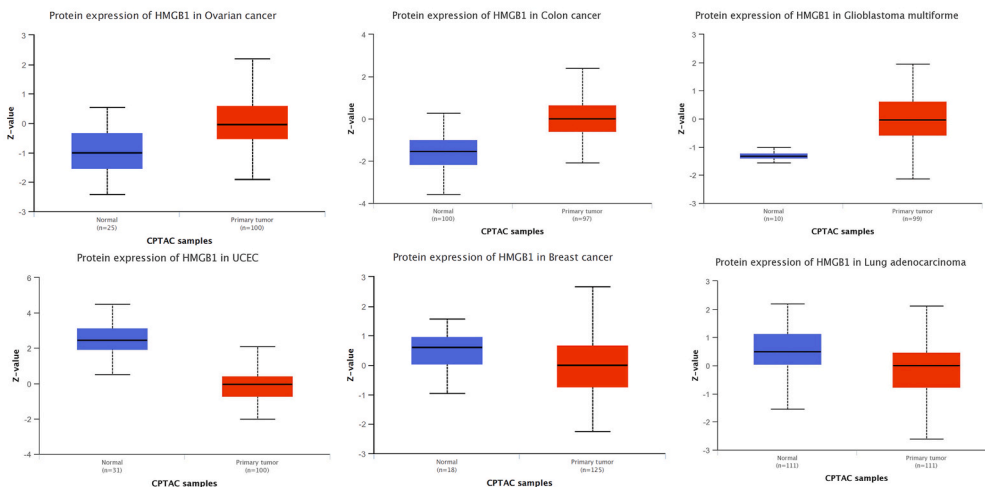 Protein expression of HMGB1 in Ovarian cancer
Z-value
3
2
1
0
-1
-2
-3
Normal
(n=25)
Primary tumor
(n=100)
CPTAC samples
Protein expression of HMGB1 in Colon cancer
Z-value
4
2
0
-2
-4
Normal
(n=100)
Primary tumor
(n=97)
CPTAC samples
Protein expression of HMGB1 in Glioblastoma multiforme
Z-value
3
2
1
0
-1
-2
-3
Normal
(n=10)
Primary tumor
(n=99)
CPTAC samples
Protein expression of HMGB1 in UCEC
Z-value
6
4
2
0
-2
-4
Normal
(n=31)
Primary tumor
(n=100)
CPTAC samples
Protein expression of HMGB1 in Breast cancer
Z-value
3
2
1
0
-1
-2
-3
Normal
(n=18)
Primary tumor
(n=125)
CPTAC samples
Protein expression of HMGB1 in Lung adenocarcinoma
Z-value
3
2
1
0
-1
-2
-3
Normal
(n=111)
Primary tumor
(n=111)
CPTAC samples